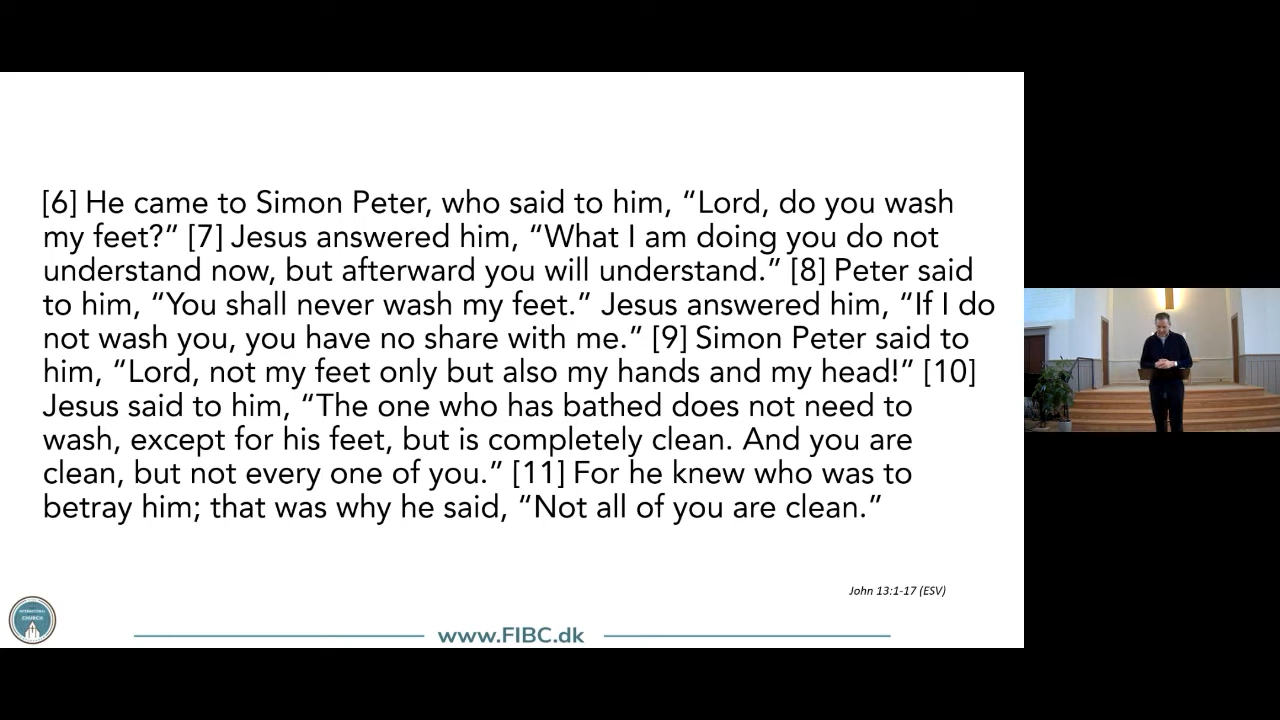 [6] He came to Simon Peter, who said to him, “Lord, do you wash
my feet?” [7] Jesus answered him, “What I am doing you do not
understand now, but afterward you will understand.” [8] Peter said
to him, “You shall never wash my feet.” Jesus answered him, “If I do
not wash you, you have no share with me.” [9] Simon Peter said to
him, “Lord, not my feet only but also my hands and my head!” [10]
Jesus said to him, “The one who has bathed does not need to
wash, except for his feet, but is completely clean. And you are
clean, but not every one of you.” [11] For he knew who was to
betray him; that was why he said, “Not all of you are clean.”
John 13:1-17 (ESV)
INTERNATIONAL
CHURCH
www.FIBC.dk